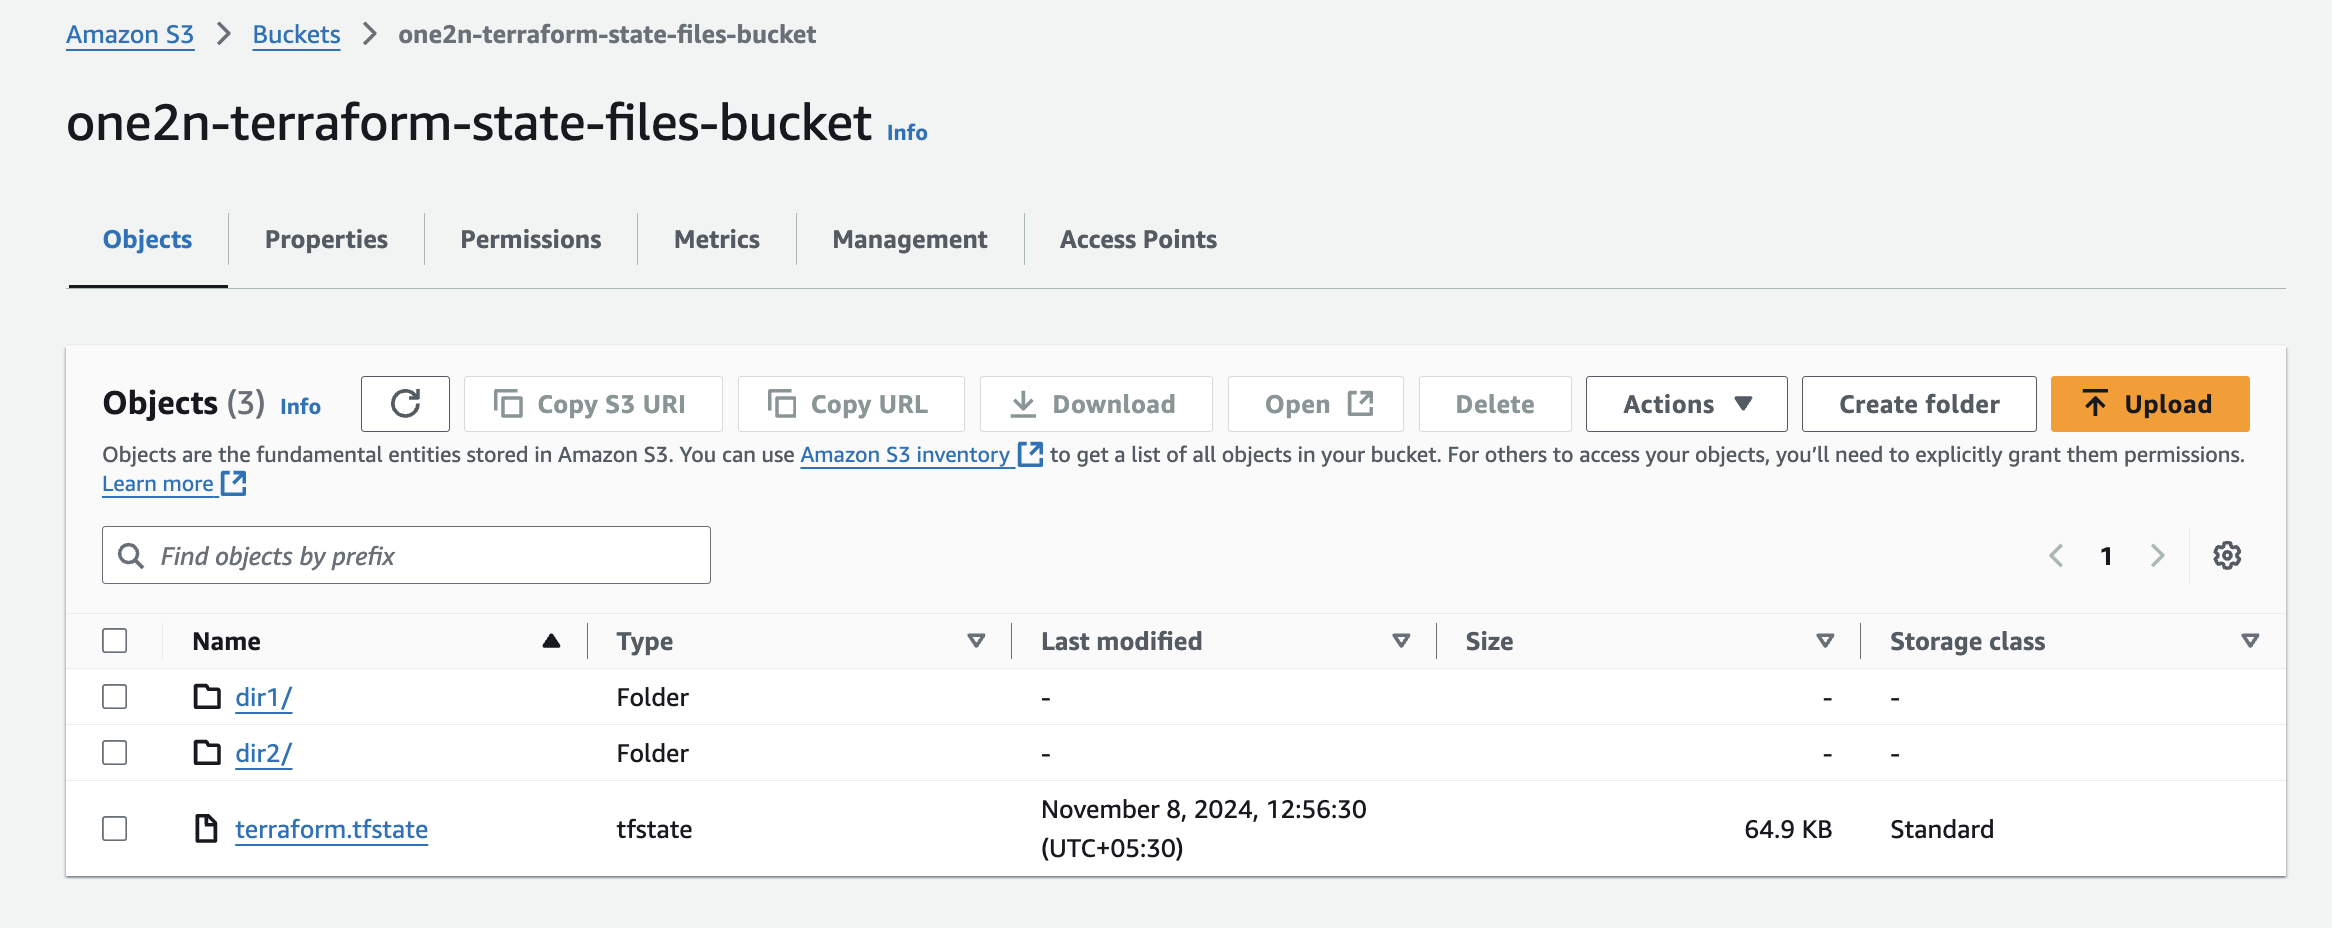 Amazon S3 > Buckets > one2n-terraform-state-files-bucket
one2n-terraform-state-files-bucket Info
Objects Properties Permissions Metrics Management Access Points
Objects (3) Info Copy S3 URI Copy URL Download Open Delete Actions Create folder Upload
Objects are the fundamental entities stored in Amazon S3. You can use Amazon S3 inventory to get a list of all objects in your bucket. For others to access your objects, you’ll need to explicitly grant them permissions.
Learn more
Find objects by prefix 1
Name Type Last modified Size Storage class
dir1/ Folder - - -
dir2/ Folder - - -
terraform.tfstate tfstate November 8, 2024, 12:56:30 64.9 KB Standard
(UTC+05:30)